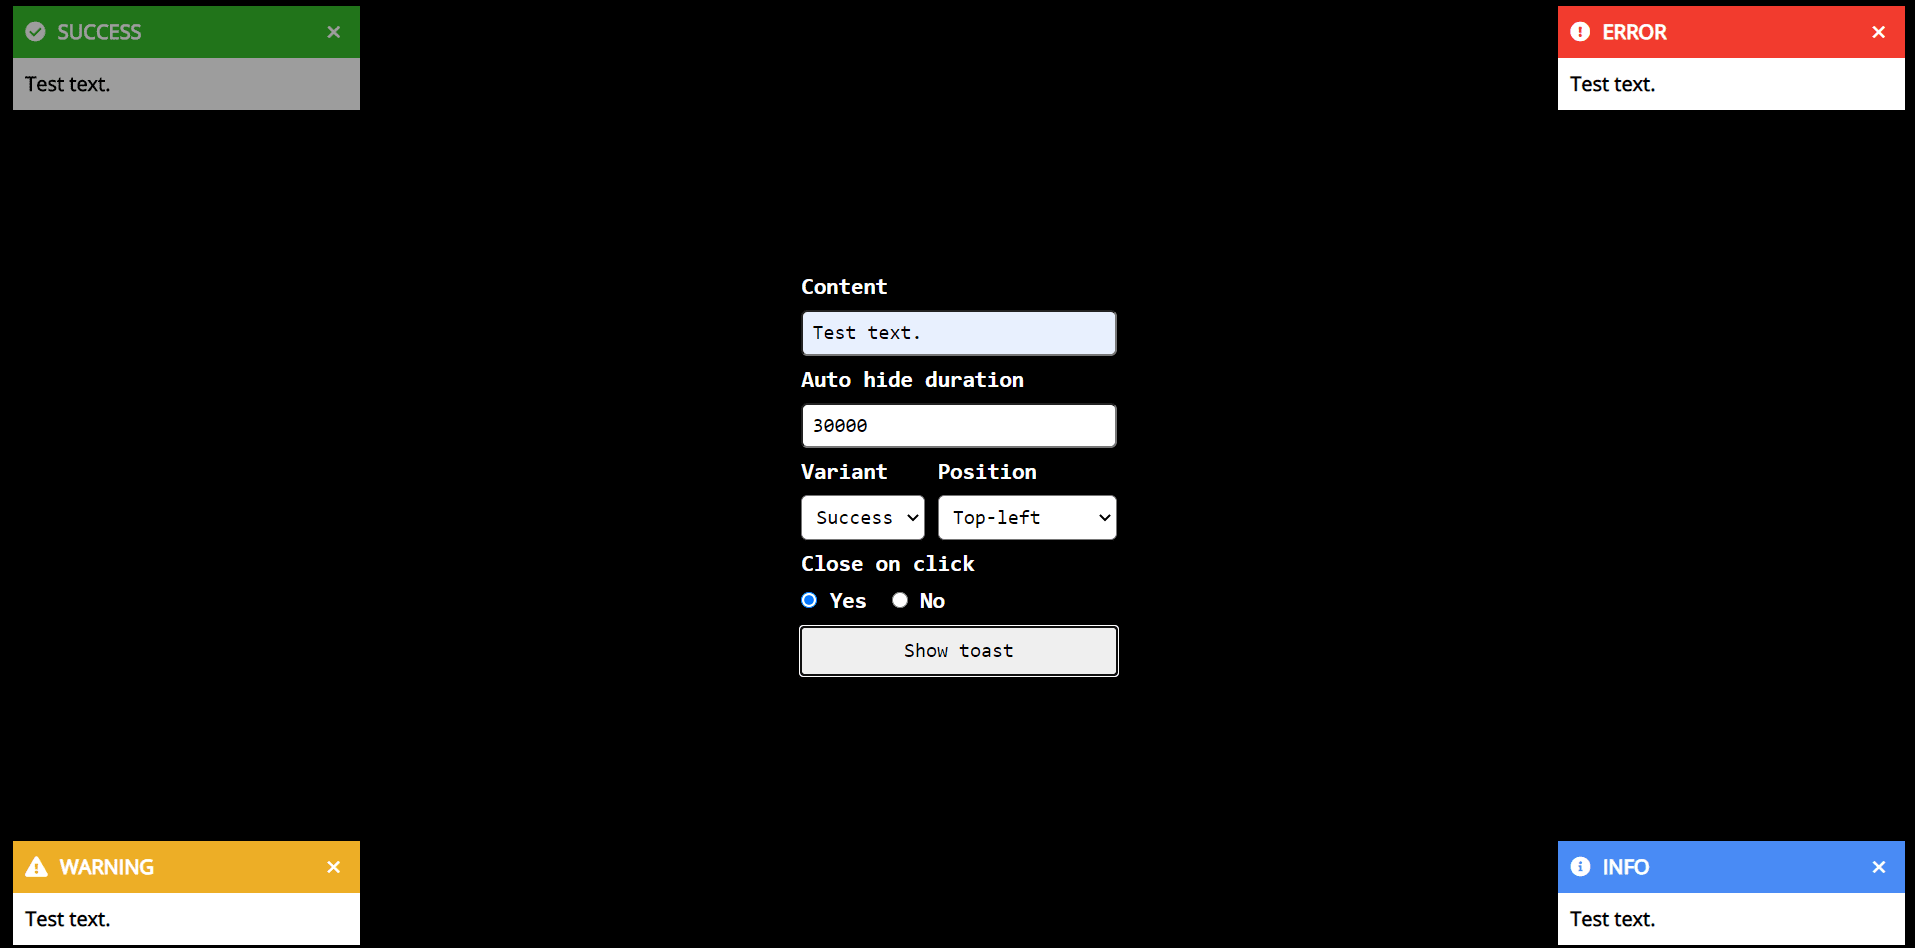 SUCCESS
Test text.
ERROR
Test text.
Content
Test text.
Auto hide duration
30000
Variant Position
Success Top-left
Close on click
Yes No
Show toast
WARNING
Test text.
INFO
Test text.